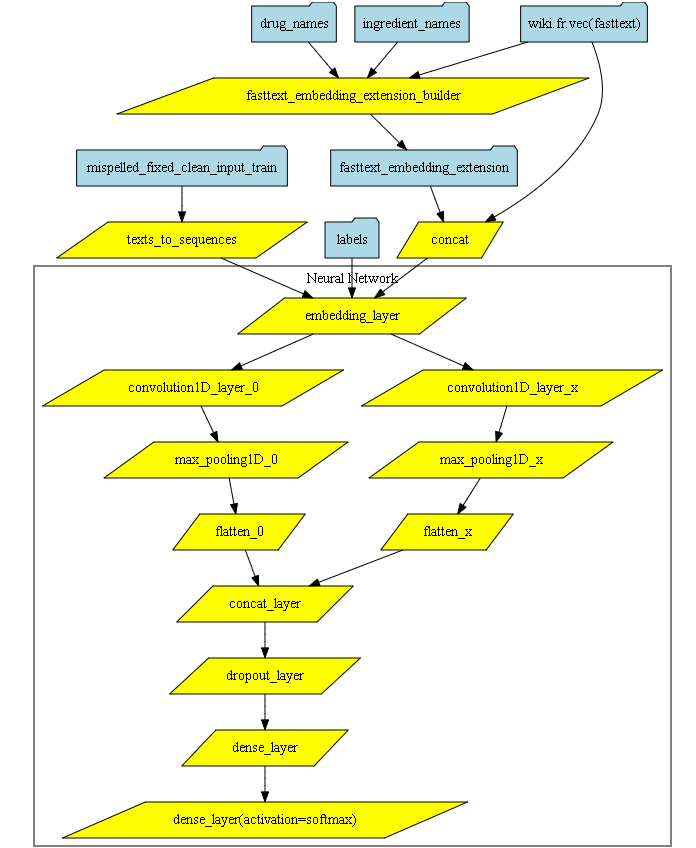 drug_names
ingredient_names
wiki.fr.vec(fasttext)
fasttext_embedding_extension_builder
mispelled_fixed_clean_input_train
fasttext_embedding_extension
texts_to_sequences
labels
concat
Neural Network
embedding_layer
convolution1D_layer_0
convolution1D_layer_x
max_pooling1D_0
max_pooling1D_x
flatten_0
flatten_x
concat_layer
dropout_layer
dense_layer
dense_layer(activation=softmax)